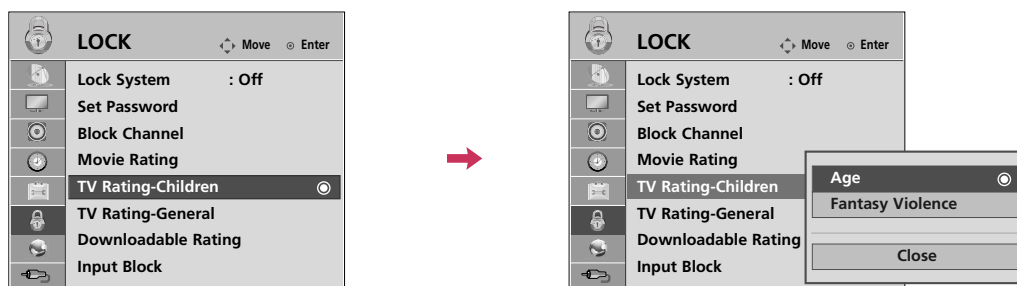 LOCK Move Enter
Lock System : Off
Set Password
Block Channel
Movie Rating
TV Rating-Children
TV Rating-General
Downloadable Rating
Input Block
LOCK Move Enter
Lock System : Off
Set Password
Block Channel
Movie Rating
TV Rating-Children
TV Rating-General
Downloadable Rating
Input Block
Age
Fantasy Violence
Close